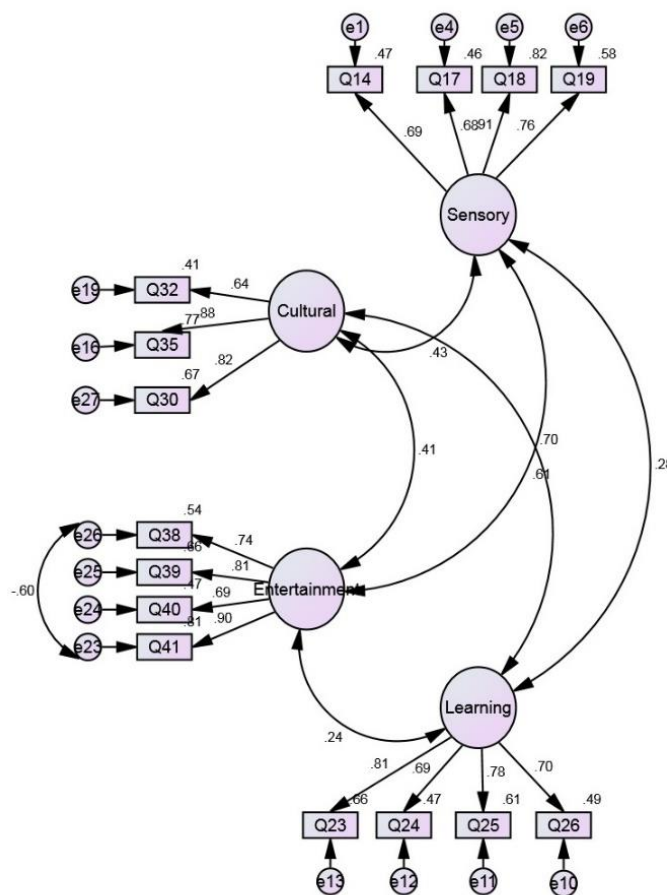 e1 e4 e5 e6
.47 .46 .82 .58
Q14 Q17 Q18 Q19
.69 .68 .91 .76
Sensory
.41
e19 Q32 .64
Cultural
.77 .88
e16 Q35
.43
.67 .82
e27 Q30
.70
.41
.61
.28
.54
e26 Q38 .74
.66
e25 Q39 .81
Entertainment
-.60
.47
e24 Q40 .69
.81 .90
e23 Q41
Learning
.24
.81 .69 .78 .70
.66 .47 .61 .49
Q23 Q24 Q25 Q26
e13 e12 e11 e10